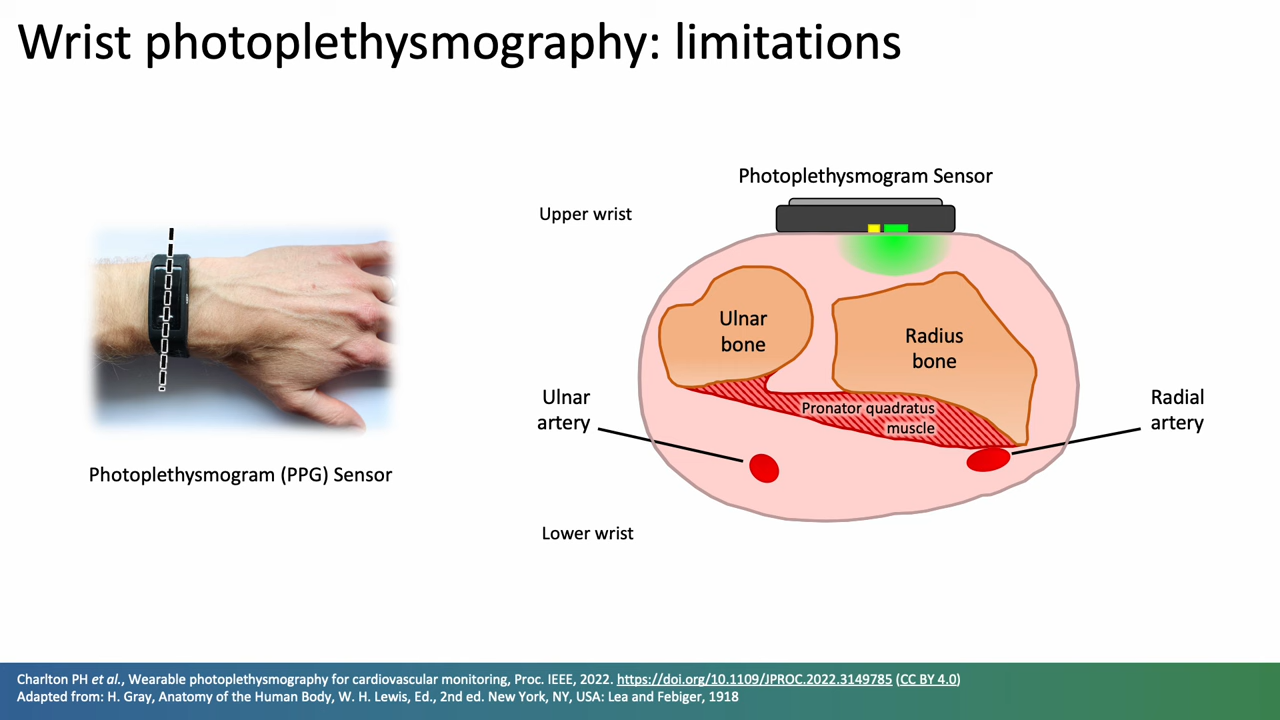 Wrist photoplethysmography: limitations
Photoplethysmogram Sensor
Upper wrist
Ulnar
bone
Radius
bone
Ulnar
artery
Pronator quadratus
muscle
Radial
artery
Photoplethysmogram (PPG) Sensor
Lower wrist
Charlton PH et al., Wearable photoplethysmography for cardiovascular monitoring, Proc. IEEE, 2022. https://doi.org/10.1109/JPROC.2022.3149785 (CC BY 4.0)
Adapted from: H. Gray, Anatomy of the Human Body, W. H. Lewis, Ed., 2nd ed. New York, NY, USA: Lea and Febiger, 1918